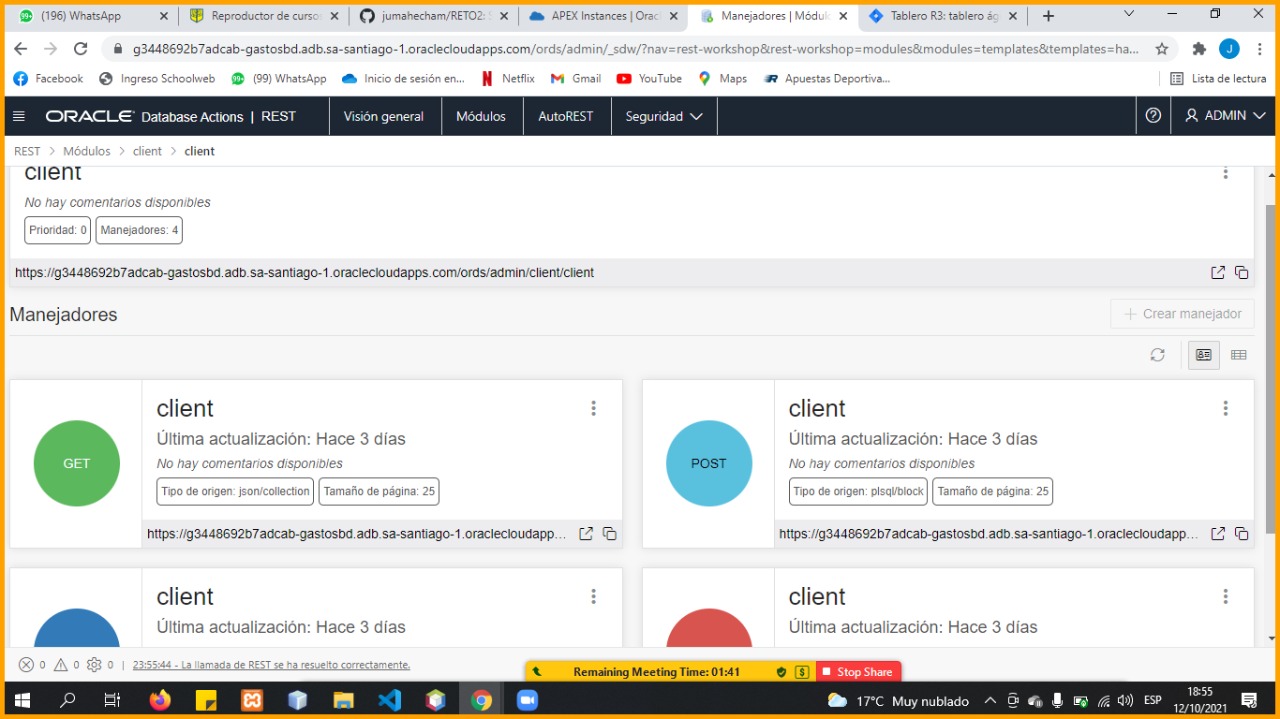 99+ (196) WhatsApp
Reproductor de curso
jumahecham/RETO2:
APEX Instances | Orac
Manejadores | Módul
Tablero R3: tablero ág
g3448692b7adcab-gastosbd.adb.sa-santiago-1.oraclecloudapps.com/ords/admin/_sdw/?nav=rest-workshop&rest-workshop=modules&modules=templates&templates=ha...
J
Facebook
Ingreso Schoolweb
99+ (99) WhatsApp
Inicio de sesión en...
Netflix
Gmail
YouTube
Maps
Apuestas Deportiva...
Lista de lectura
ORACLE Database Actions | REST
Visión general
Módulos
AutoREST
Seguridad
ADMIN
REST > Módulos > client > client
client
No hay comentarios disponibles
Prioridad: 0
Manejadores: 4
https://g3448692b7adcab-gastosbd.adb.sa-santiago-1.oraclecloudapps.com/ords/admin/client/client
Manejadores
+ Crear manejador
GET
client
Última actualización: Hace 3 días
No hay comentarios disponibles
Tipo de origen: json/collection
Tamaño de página: 25
https://g3448692b7adcab-gastosbd.adb.sa-santiago-1.oraclecloudapp...
POST
client
Última actualización: Hace 3 días
No hay comentarios disponibles
Tipo de origen: plsql/block
Tamaño de página: 25
https://g3448692b7adcab-gastosbd.adb.sa-santiago-1.oraclecloudapp...
client
Última actualización: Hace 3 días
client
Última actualización: Hace 3 días
0 0 0 | 23:55:44 - La llamada de REST se ha resuelto correctamente.
Remaining Meeting Time: 01:41
Stop Share
17°C Muy nublado
ESP
18:55
12/10/2021